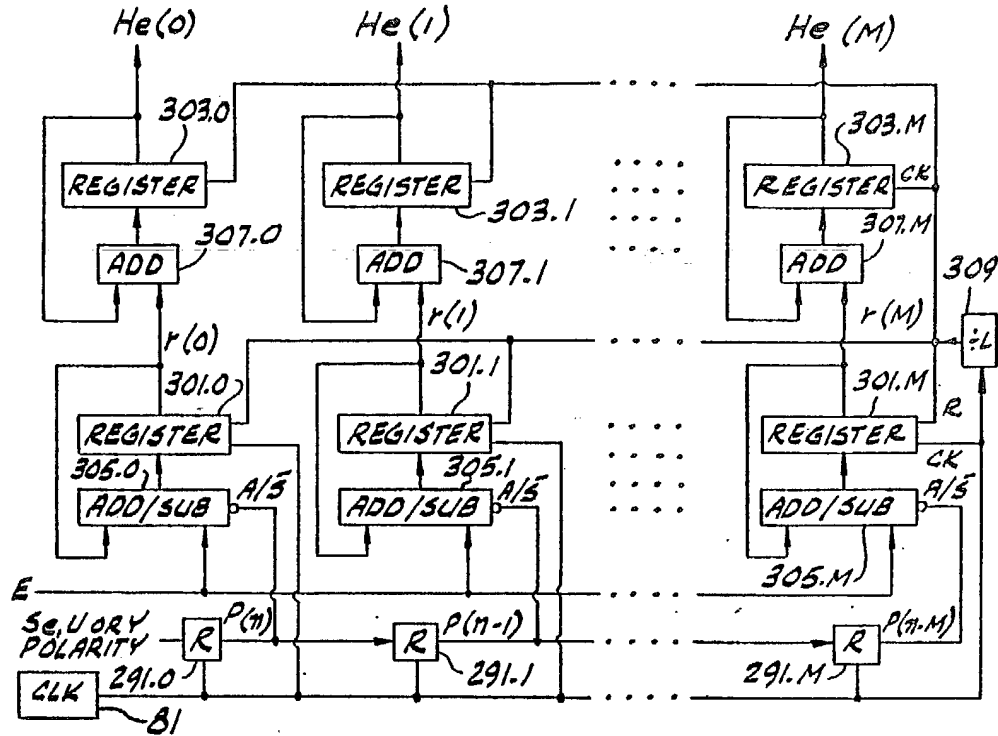 He(0) He(1) He(M)
303.0 303.M
REGISTER REGISTER REGISTER CK
303.1
307.0 307.M
ADD ADD ADD
307.1 309
r(0) r(1) r(M) ÷L
301.0 301.1 301.M
R
REGISTER REGISTER REGISTER
CK
305.0 305.1
A/S̄ A/S̄ A/S̄
ADD/SUB ADD/SUB ADD/SUB
305.M
E
Se, U OR Y
POLARITY
R P(n) R P(n-1) R P(n-M)
291.0 291.1 291.M
CLK
81